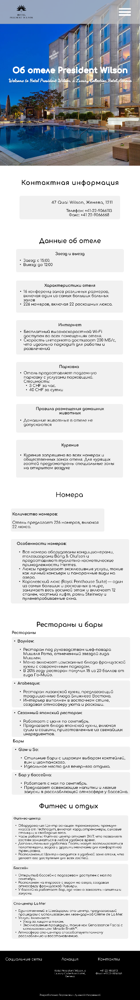 HOTEL
PESIDENT WILSON
PRESIDENT WILSON
Об отеле President Wilson
Welcome to Hotel President Wilson, a Luxury Collection Hotel, Geneva
Контактная информация
47 Quai Wilson, Женева, 1211
Телефон: +41-22-9066113
Факс: +41 22-9066668
Данные об отеле
Заезд и выезд
• Заезд: с 15:00.
• Выезд: до 12:00
Характеристики отеля
• 16 конференц-залов различных размеров,
включая один из самых больших бальных
залов
• 226 номеров, включая 22 роскошных люкса.
Интернет
• Бесплатный высокоскоростной Wi-Fi
доступен во всех помещениях отеля.
• Скорость интернета достигает 200 МБ/с,
что идеально подходит для работы и
развлечений
Парковка
• Отель предоставляет подземную
парковку с услугами парковщика.
Стоимость:
• 3 CHF за час.
• 40 CHF за сутки
Правила размещения домашних
животных
• Домашние животные в отеле не
допускаются
Курение
• Курение запрещено во всех номерах и
общественных зонах отеля. Для курящих
гостей предусмотрены специальные зоны
на открытом воздухе
Номера
Количество номеров:
Отель предлагает 226 номеров, включая
22 люкса.
Особенности номеров:
• Все номера оборудованы кондиционерами,
телевизорами Bang & Olufsen и
предоставляют туалетно-косметические
принадлежности Hermes.
• Люксы предлагают эксклюзивные услуги, такие
как личный консьерж и панорамные виды на
озеро.
• Королевский люкс (Royal Penthouse Suite) — один
из самых больших и роскошных в мире,
занимает весь восьмой этаж и включает 12
спален, частный лифт, рояль Steinway и
пуленепробиваемые окна.
Рестораны и бары
Рестораны
• Bayview:
• Ресторан под руководством шеф-повара
Мишеля Рота, отмеченный звездой гида
Мишлен.
• Меню включает изысканные блюда французской
кухни с современным подходом.
• В 2016 году ресторан получил 18 из 20 баллов от
гида Го-Мийо.
• Arabesque:
• Ресторан ливанской кухни, предлагающий
традиционные блюда Ближнего Востока.
• Интерьер выполнен в восточном стиле,
создавая атмосферу уюта и роскоши.
• Сезонный японский ресторан:
• Работает с июня по сентябрь.
• Предлагает блюда японской кухни, включая
суши и сашими, приготовленные из свежайших
ингредиентов.
Бары
• Glow и So:
• Стильные бары с широким выбором коктейлей,
вин и шампанского.
• Идеальное место для вечернего отдыха.
• Бар у бассейна:
• Работает с мая по сентябрь.
• Предлагает освежающие напитки и легкие
закуски в расслабляющей атмосфере у бассейна.
Фитнес и отдых
Фитнес-центр:
• Оборудование: Центр оснащен тренажерами премиум-
класса от Technogym, включая кардиотренажеры, силовые
станции и свободные веса.
• Часы работы: Фитнес-центр открыт 24/7, что позволяет
гостям заниматься в любое удобное время.
• Дополнительные удобства: Гости могут воспользоваться
полотенцами, водой и другими мелочами для комфортной
тренировки.
• Расположение: Центр находится в удобной зоне отеля, что
делает его доступным для всех гостей.
Бассейн
• Открытый бассейн с подогревом доступен с мая по
сентябрь.
• Расположен на террасе с видом на озеро, создавая
атмосферу французской Ривьеры.
• У бассейна работает бар, где можно заказать напитки и
закуски.
Спа-центр La Mer
• Единственный в Швейцарии спа-центр, предлагающий
процедуры с использованием легендарной Crème de La Mer.
• Услуги включают:
• Уход за лицом и телом.
• Эксклюзивные процедуры, такие как Genaissance Facial с
использованием Miracle Broth™.
• Атмосфера спа-центра способствует полному
расслаблению и восстановлению.
Социальные сети
Локация
Контакты
Hotel President Wilson, a
Luxury Collection Hotel,
Geneva
+41-22-9066113
Факс: +41 22-9066668
Разработано Воронович Дианой Игоревной